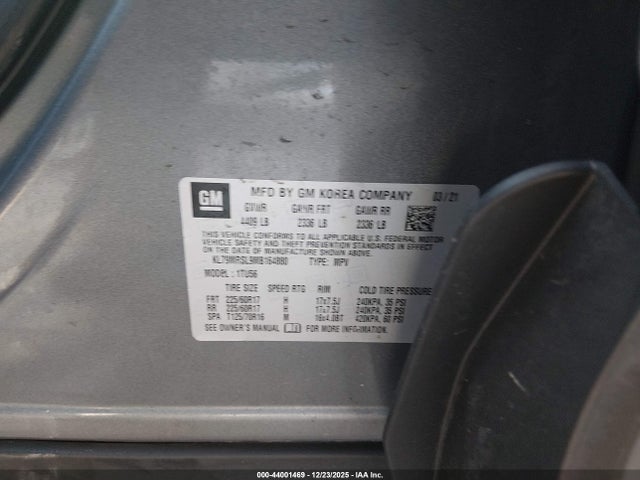 GM MFD BY GM KOREA COMPANY 03/21
GVWR GAWR FRT GAWR RR
4409 LB 2336 LB 2336 LB
THIS VEHICLE CONFORMS TO ALL APPLICABLE U.S. FEDERAL MOTOR
VEHICLE SAFETY, BUMPER, AND THEFT PREVENTION STANDARDS IN EFFECT
ON THE DATE OF MANUFACTURE SHOWN ABOVE.
KL79MRSL9MB164880 TYPE: MPV
MODEL: 1TU56
TIRE SIZE SPEED RTG RIM COLD TIRE PRESSURE
FRT 225/60R17 H 17x7.5J 240KPA, 35 PSI
RR 225/60R17 H 17x7.5J 240KPA, 35 PSI
SPA T125/70R16 M 16x4.0BT 420KPA, 60 PSI
SEE OWNER'S MANUAL FOR MORE INFORMATION.
000-44001469 12/23/2025 IAA Inc.